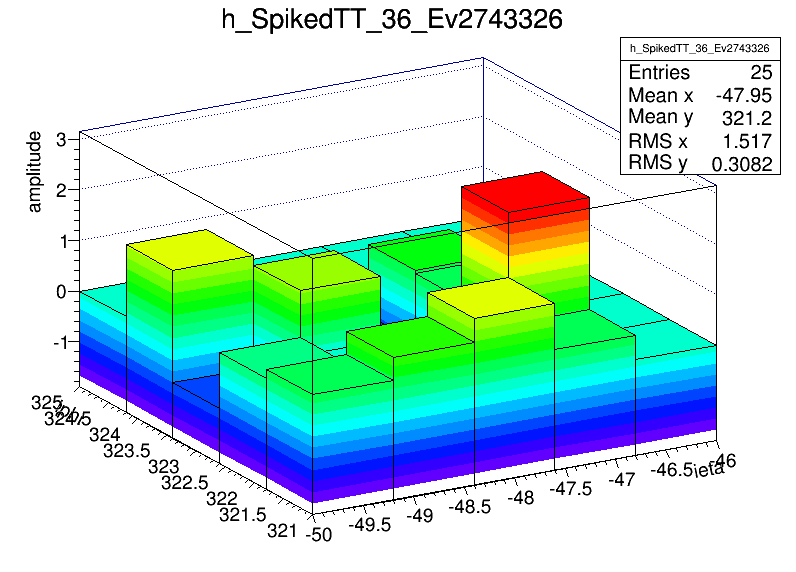 h_SpikedTT_36_Ev2743326
h_SpikedTT_36_Ev2743326
Entries 25
Mean x -47.95
Mean y 321.2
RMS x 1.517
RMS y 0.3082
amplitude
3
2
1
0
-1
325
324.5
324
323.5
323
322.5
322
321.5
321
-50
-49.5
-49
-48.5
-48
-47.5
-47
-46.5
-46
ieta